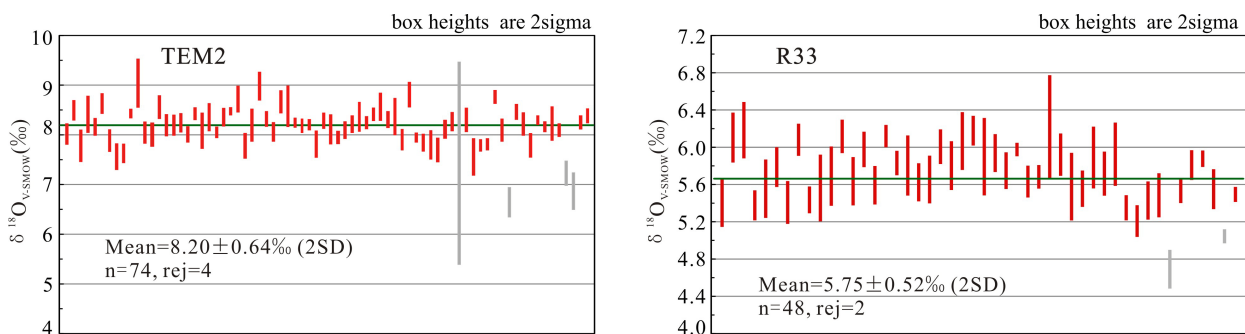 box heights are 2sigma
10
9
8
7
6
5
4
δ ¹⁸O V-SMOW (‰)
TEM2
Mean=8.20±0.64‰ (2SD)
n=74, rej=4
box heights are 2sigma
7.2
6.8
6.4
6.0
5.6
5.2
4.8
4.4
4.0
δ ¹⁸O V-SMOW (‰)
R33
Mean=5.75±0.52‰ (2SD)
n=48, rej=2